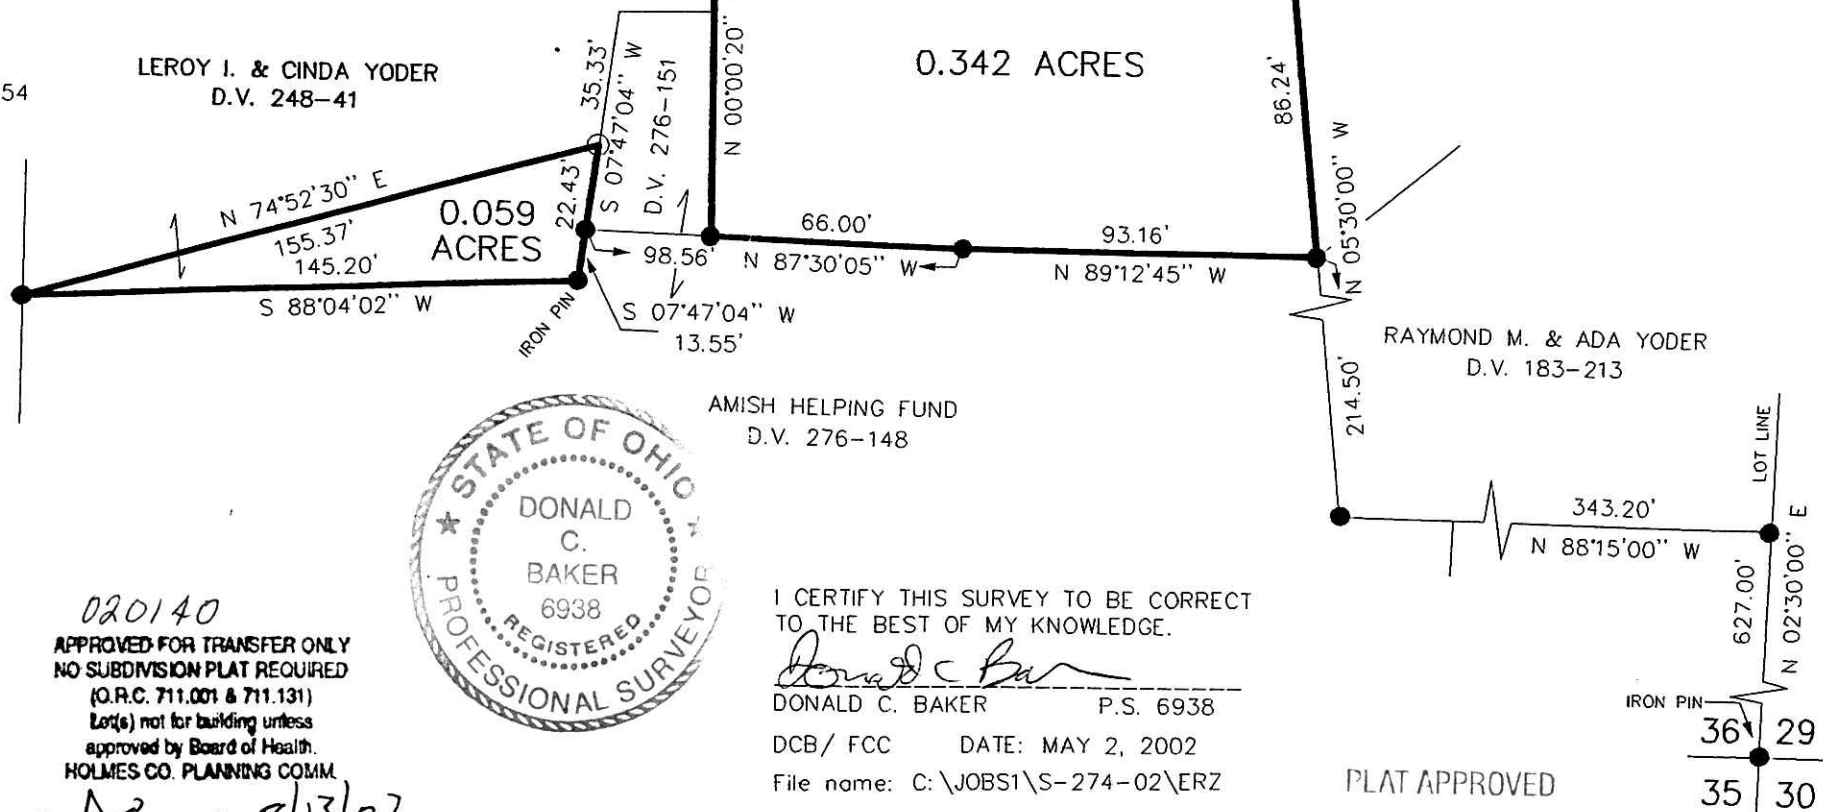 54
LEROY I. & CINDA YODER
D.V. 248-41
35.33'
S 07°47'04" W
D.V. 276-151
N 00°00'20"
0.342 ACRES
86.24'
N 05°30'00" W
N 74°52'30" E
155.37'
0.059
ACRES
22.43'
145.20'
S 88°04'02" W
IRON PIN
98.56'
S 07°47'04" W
13.55'
66.00'
N 87°30'05" W
93.16'
N 89°12'45" W
RAYMOND M. & ADA YODER
D.V. 183-213
214.50'
AMISH HELPING FUND
D.V. 276-148
LOT LINE
343.20'
N 88°15'00" W
627.00'
N 02°30'00" E
IRON PIN
36 29
35 30
STATE OF OHIO
DONALD
C.
BAKER
6938
REGISTERED
PROFESSIONAL SURVEYOR
020140
APPROVED FOR TRANSFER ONLY
NO SUBDIVISION PLAT REQUIRED
(O.R.C. 711.001 & 711.131)
Lot(s) not for building unless
approved by Board of Health.
HOLMES CO. PLANNING COMM.
I CERTIFY THIS SURVEY TO BE CORRECT
TO THE BEST OF MY KNOWLEDGE.
DONALD C. BAKER P.S. 6938
DCB/ FCC DATE: MAY 2, 2002
File name: C:\JOBS1\S-274-02\ERZ
PLAT APPROVED